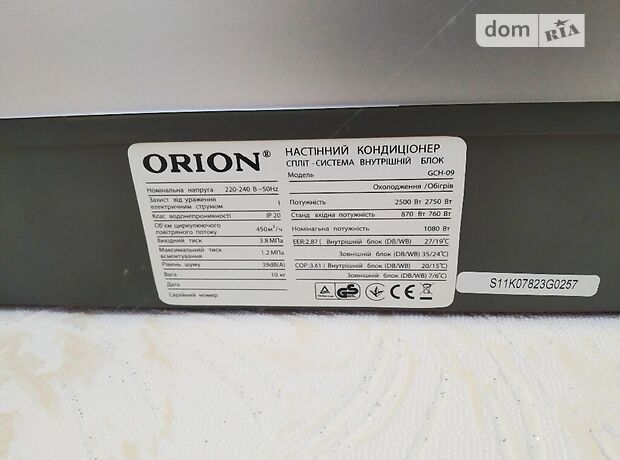 dom RIA
ORION®
Номінальна напруга 220-240 В~50Hz
Захист від ураження електричним струмом I
Клас водонепроникності IP 20
Об'єм циркулюючого повітряного потоку 450м³/ч
Вихідний тиск 3.8МПа
Максимальний тиск всмоктування 1.2МПа
Рівень шуму 39dB(A)
Вага 10 кг
Дата
Серійний номер
НАСТІННИЙ КОНДИЦІОНЕР
СПЛІТ-СИСТЕМА ВНУТРІШНІЙ БЛОК
Модель GCH-09
Охолодження /Обігрів
Потужність 2500 Вт 2750 Вт
Станд вхідна потужність 870 Вт 760 Вт
Номінальна потужність 1080 Вт
EER:2.87 ( Внутрішній блок (DB/WB) 27/19°C
Зовнішній блок (DB/WB) 35/24°C)
COP:3.61 ( Внутрішній блок (DB/WB) 20/15°C
Зовнішній блок (DB/WB) 7/6°C)
S11K07823G0257